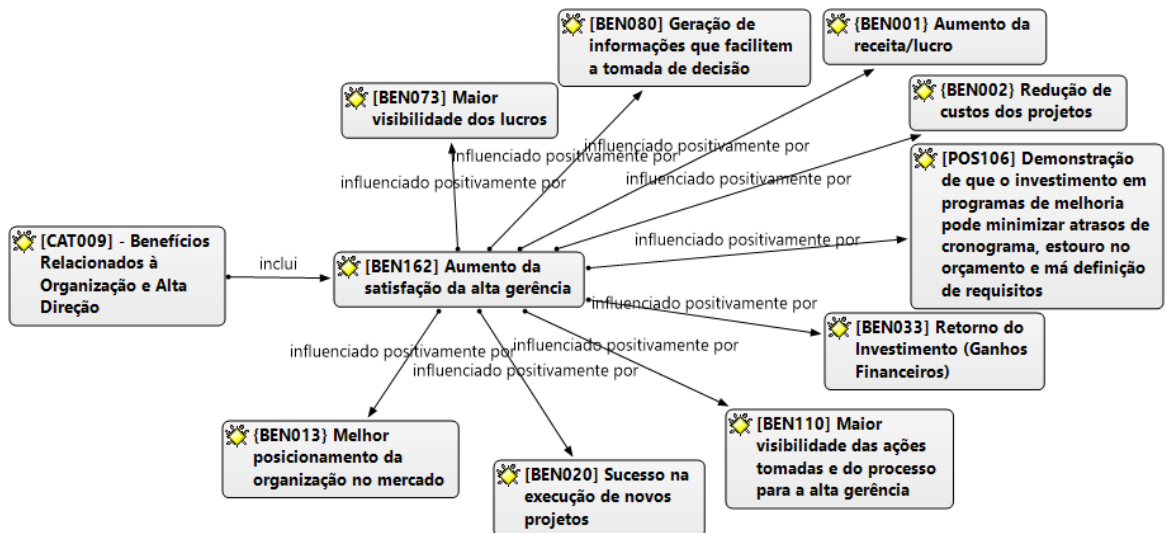 [BEN080] Geração de
informações que facilitem
a tomada de decisão
{BEN001} Aumento da
receita/lucro
[BEN073] Maior
visibilidade dos lucros
{BEN002} Redução de
custos dos projetos
influenciado positivamente por
influenciado positivamente por
influenciado positivamente por
influenciado positivamente por
[POS106] Demonstração
de que o investimento em
programas de melhoria
pode minimizar atrasos de
cronograma, estouro no
orçamento e má definição
de requisitos
influenciado positivamente por
[CAT009] - Benefícios
Relacionados à
Organização e Alta
Direção
inclui
[BEN162] Aumento da
satisfação da alta gerência
influenciado positivamente por
[BEN033] Retorno do
Investimento (Ganhos
Financeiros)
influenciado positivamente por
influenciado positivamente por
influenciado positivamente por
{BEN013} Melhor
posicionamento da
organização no mercado
[BEN020] Sucesso na
execução de novos
projetos
[BEN110] Maior
visibilidade das ações
tomadas e do processo
para a alta gerência